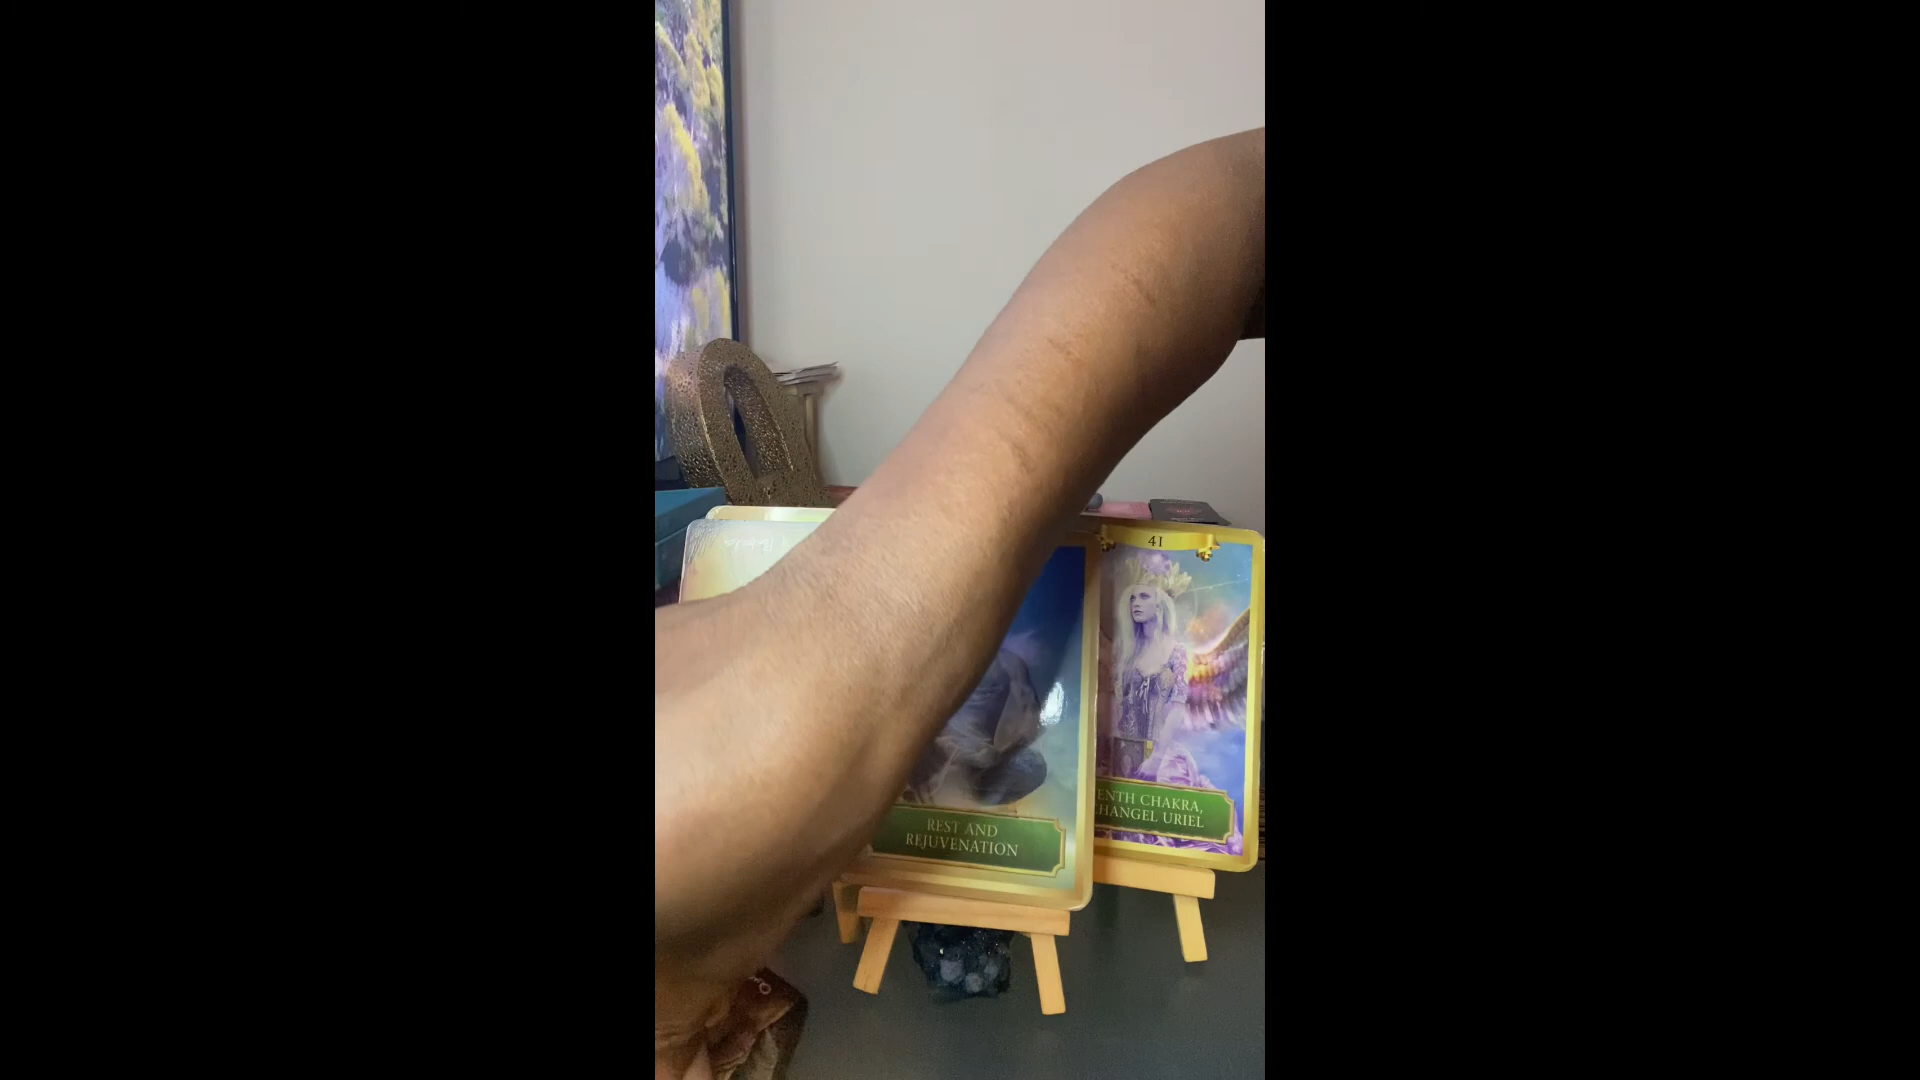 41
ENTH CHAKRA,
HANGEL URIEL
REST AND
REJUVENATION